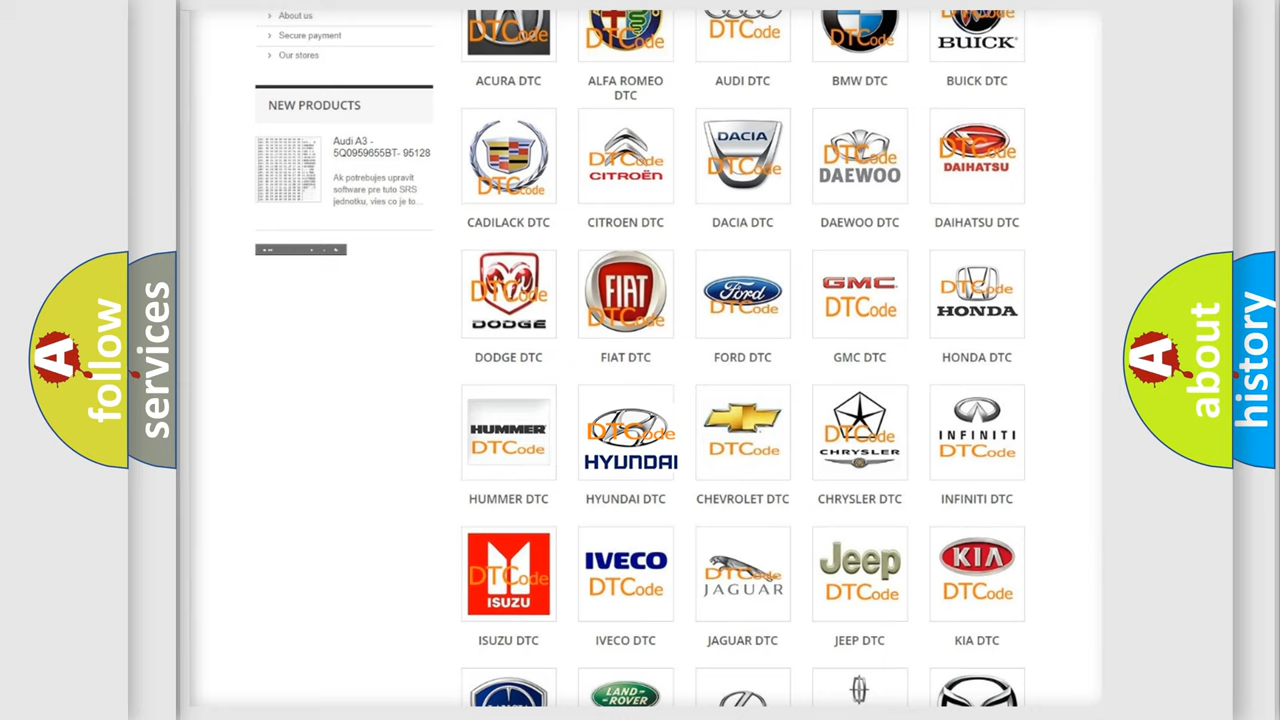 About us
Secure payment
Our stores
NEW PRODUCTS
Audi A3 -
5Q0959655BT- 95128
Ak potrebujes upravit
software pre tuto SRS
jednotku, vies co je to...
DTCode
DTCode
DTCode
DTCode
BUICK
ACURA DTC
ALFA ROMEO
DTC
AUDI DTC
BMW DTC
BUICK DTC
DTCode
DTCode
CITROËN
DACIA
DTCode
DTCode
DAEWOO
DTCode
DAIHATSU
CADILACK DTC
CITROEN DTC
DACIA DTC
DAEWOO DTC
DAIHATSU DTC
DTCode
DODGE
FIAT
DTCode
Ford
DTCode
GMC
DTCode
DTCode
HONDA
DODGE DTC
FIAT DTC
FORD DTC
GMC DTC
HONDA DTC
HUMMER
DTCode
DTCode
HYUNDAI
DTCode
DTCode
CHRYSLER
INFINITI
DTCode
HUMMER DTC
HYUNDAI DTC
CHEVROLET DTC
CHRYSLER DTC
INFINITI DTC
DTCode
ISUZU
IVECO
DTCode
DTCode
JAGUAR
Jeep
DTCode
KIA
DTCode
ISUZU DTC
IVECO DTC
JAGUAR DTC
JEEP DTC
KIA DTC
LAND-
ROVER
A
follow
services
A
about
history